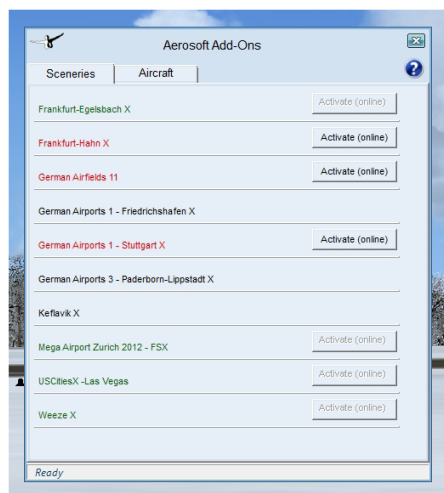 Aerosoft Add-Ons
Sceneries
Aircraft
Frankfurt-Egelsbach X
Activate (online)
Frankfurt-Hahn X
Activate (online)
German Airfields 11
Activate (online)
German Airports 1 - Friedrichshafen X
German Airports 1 - Stuttgart X
Activate (online)
German Airports 3 - Paderborn-Lippstadt X
Keflavik X
Mega Airport Zurich 2012 - FSX
Activate (online)
USCitiesX -Las Vegas
Activate (online)
Weeze X
Activate (online)
Ready